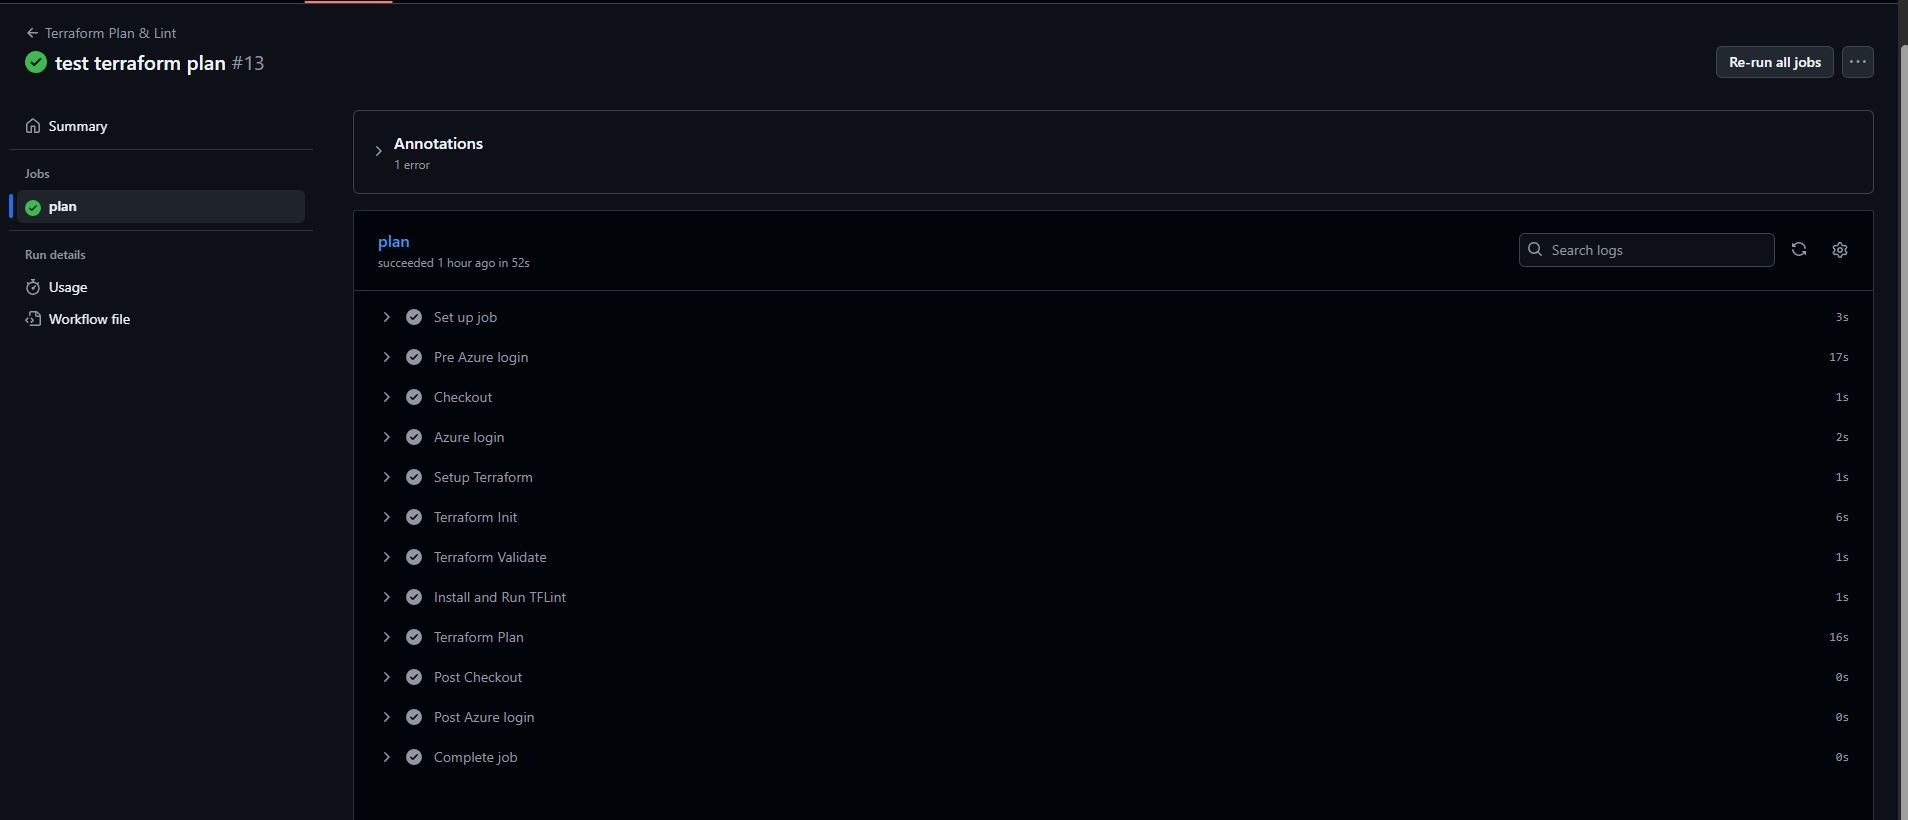 Terraform Plan & Lint
test terraform plan #13
Re-run all jobs
Summary
Jobs
plan
Run details
Usage
Workflow file
Annotations
1 error
plan
succeeded 1 hour ago in 52s
Search logs
Set up job 3s
Pre Azure login 17s
Checkout 1s
Azure login 2s
Setup Terraform 1s
Terraform Init 6s
Terraform Validate 1s
Install and Run TFLint 1s
Terraform Plan 16s
Post Checkout 0s
Post Azure login 0s
Complete job 0s